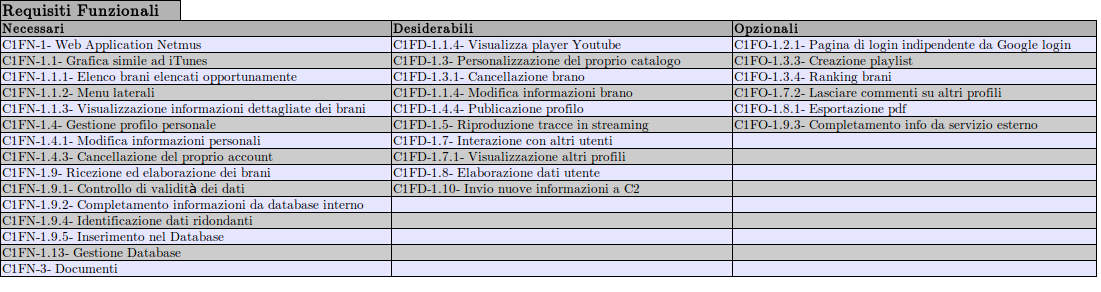 Requisiti Funzionali
Necessari Desiderabili Opzionali
C1FN-1- Web Application Netmus C1FD-1.1.4- Visualizza player Youtube C1FO-1.2.1- Pagina di login indipendente da Google login
C1FN-1.1- Grafica simile ad iTunes C1FD-1.3- Personalizzazione del proprio catalogo C1FO-1.3.3- Creazione playlist
C1FN-1.1.1- Elenco brani elencati opportunamente C1FD-1.3.1- Cancellazione brano C1FO-1.3.4- Ranking brani
C1FN-1.1.2- Menu laterali C1FD-1.1.4- Modifica informazioni brano C1FO-1.7.2- Lasciare commenti su altri profili
C1FN-1.1.3- Visualizzazione informazioni dettagliate dei brani C1FD-1.4.4- Publicazione profilo C1FO-1.8.1- Esportazione pdf
C1FN-1.4- Gestione profilo personale C1FD-1.5- Riproduzione tracce in streaming C1FO-1.9.3- Completamento info da servizio esterno
C1FN-1.4.1- Modifica informazioni personali C1FD-1.7- Interazione con altri utenti
C1FN-1.4.3- Cancellazione del proprio account C1FD-1.7.1- Visualizzazione altri profili
C1FN-1.9- Ricezione ed elaborazione dei brani C1FD-1.8- Elaborazione dati utente
C1FN-1.9.1- Controllo di validità dei dati C1FD-1.10- Invio nuove informazioni a C2
C1FN-1.9.2- Completamento informazioni da database interno
C1FN-1.9.4- Identificazione dati ridondanti
C1FN-1.9.5- Inserimento nel Database
C1FN-1.13- Gestione Database
C1FN-3- Documenti